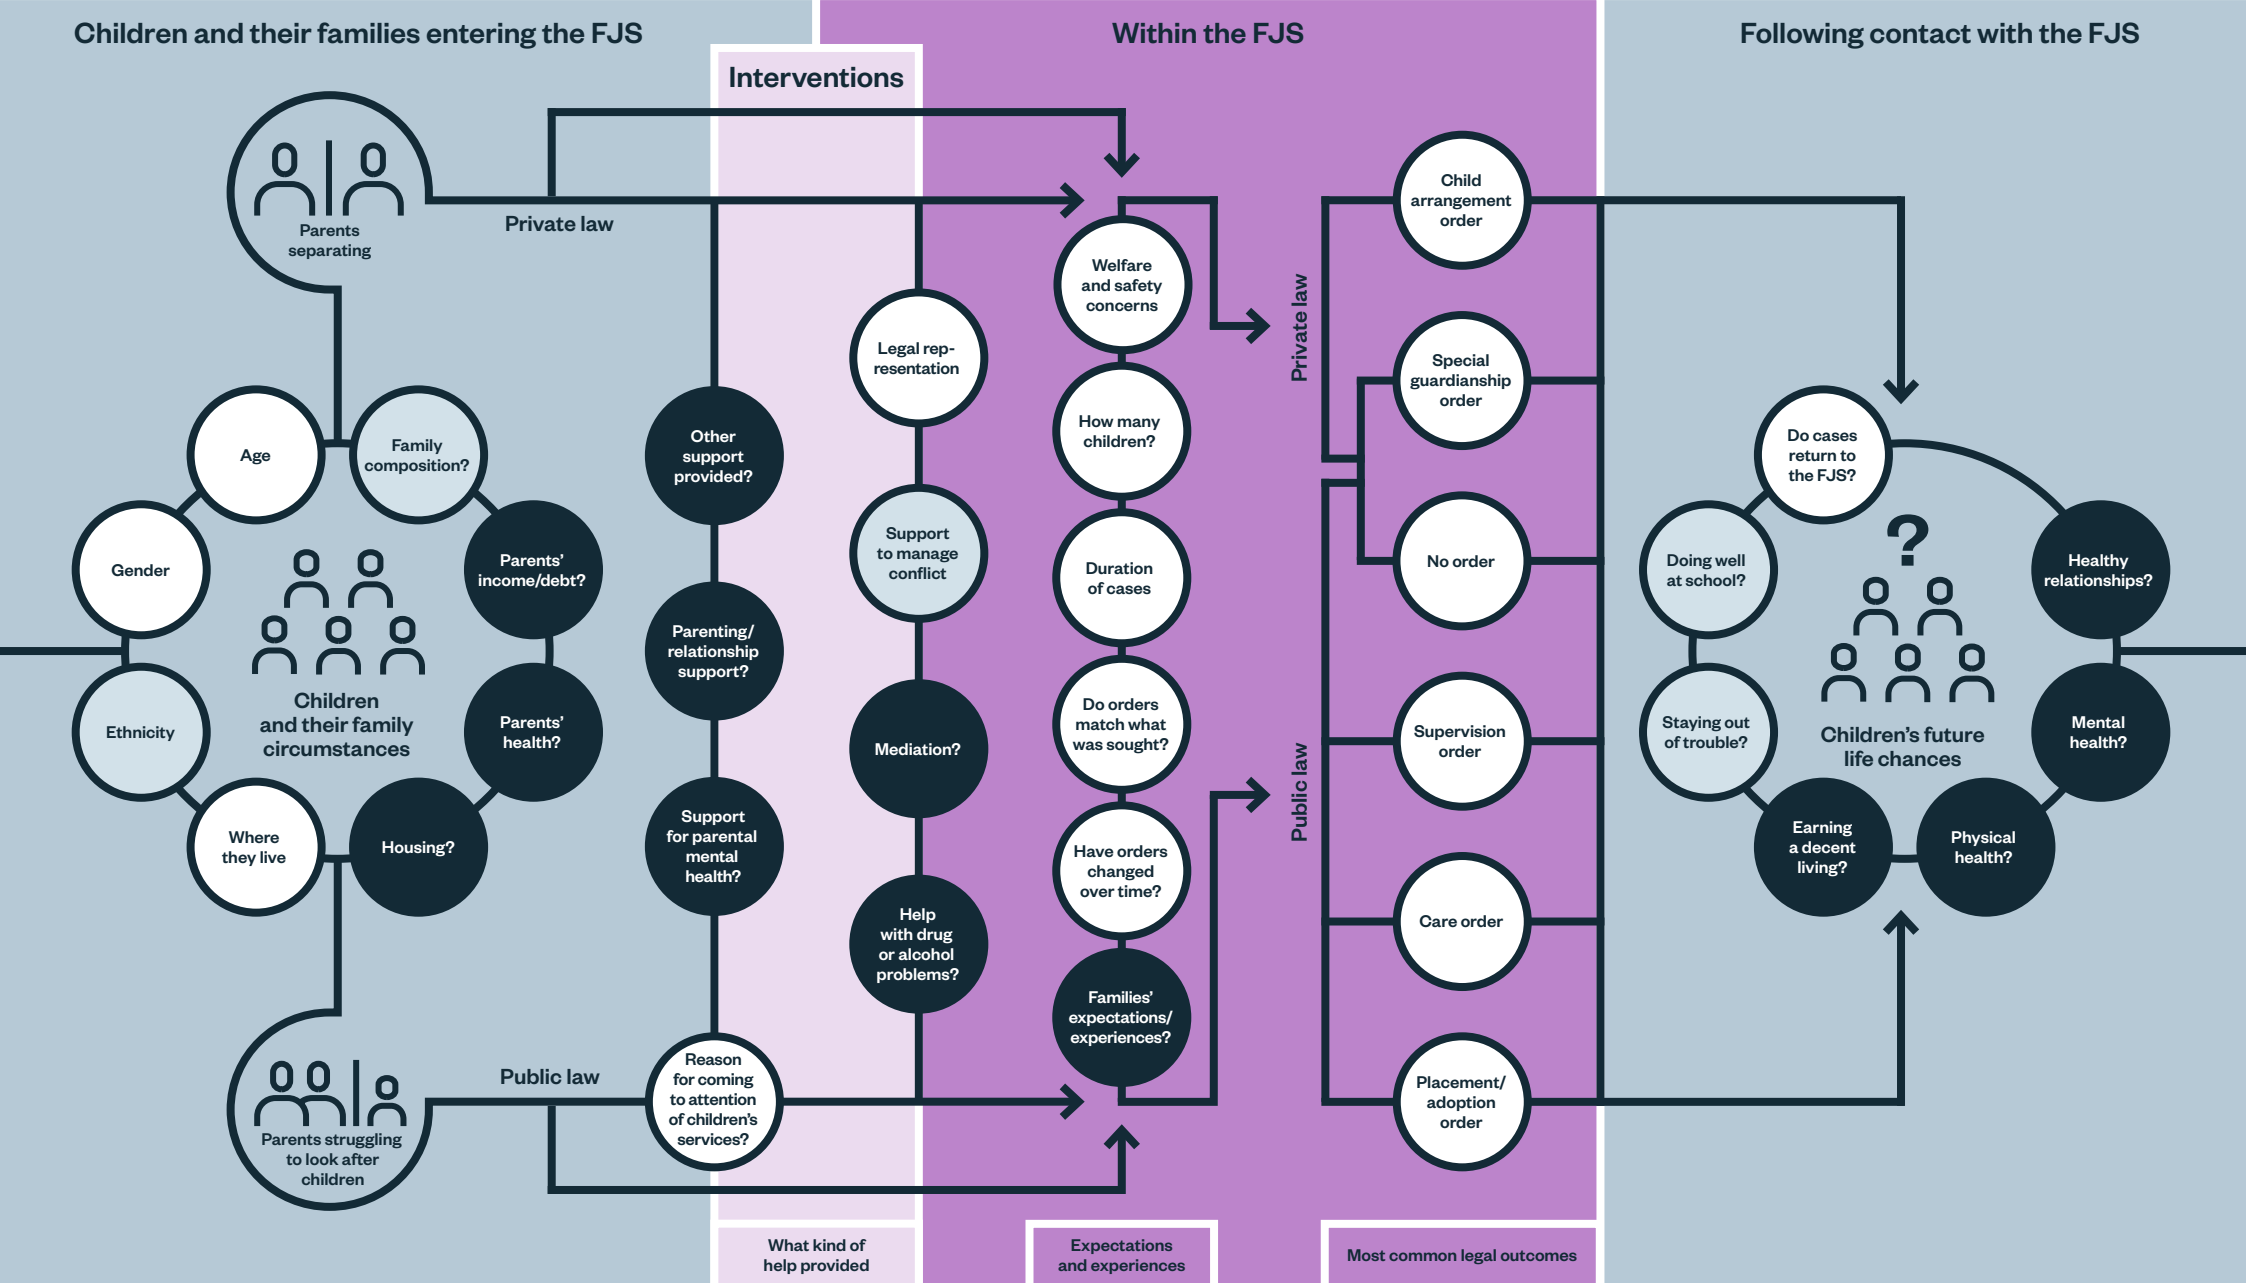 Children and their families entering the FJS
Within the FJS
Following contact with the FJS
Interventions
Parents
separating
Private law
Age
Family
composition?
Gender
Parents'
income/debt?
Ethnicity
Parents'
health?
Where
they live
Housing?
Children
and their family
circumstances
Public law
Parents struggling
to look after
children
Other
support
provided?
Parenting/
relationship
support?
Support
for parental
mental
health?
Reason
for coming
to attention
of children's
services?
Legal rep-
resentation
Support
to manage
conflict
Mediation?
Help
with drug
or alcohol
problems?
Welfare
and safety
concerns
How many
children?
Duration
of cases
Do orders
match what
was sought?
Have orders
changed
over time?
Families'
expectations/
experiences?
Private law
Public law
Child
arrangement
order
Special
guardianship
order
No order
Supervision
order
Care order
Placement/
adoption
order
Do cases
return to
the FJS?
Doing well
at school?
Healthy
relationships?
Staying out
of trouble?
Mental
health?
Earning
a decent
living?
Physical
health?
?
Children's future
life chances
What kind of
help provided
Expectations
and experiences
Most common legal outcomes